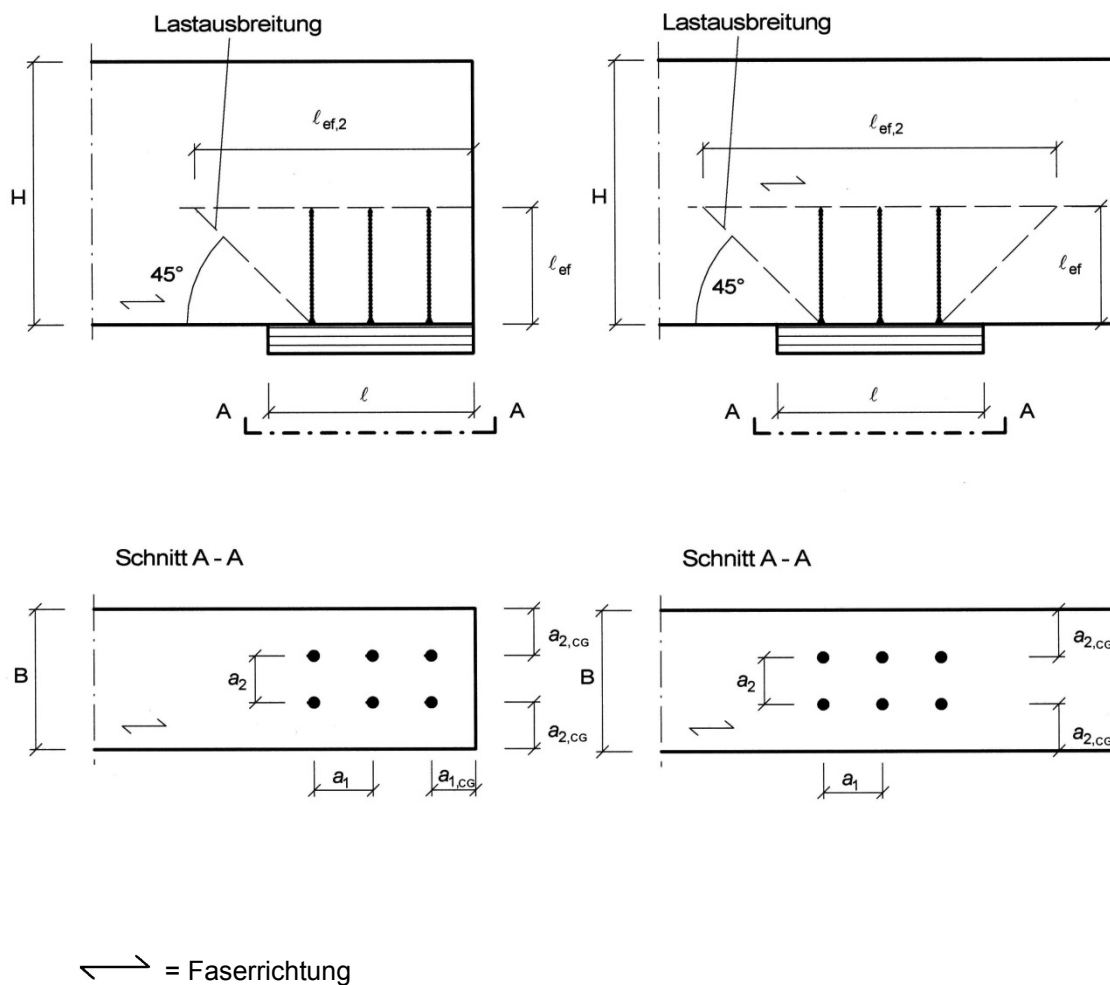 Lastausbreitung
ℓef,2
H
45°
ℓef
ℓ
A
A
Lastausbreitung
ℓef,2
H
45°
ℓef
ℓ
A
A
Schnitt A - A
B
a2
a2,CG
a2,CG
a1
a1,CG
Schnitt A - A
B
a2
a2,CG
a2,CG
a1
= Faserrichtung